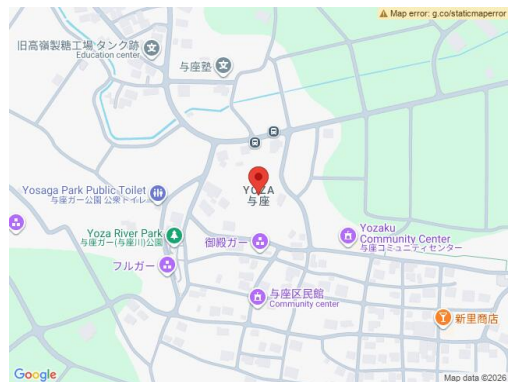 Map error: g.co/staticmaperror
旧高嶺製糖工場 タンク跡
Education center
与座塾
YOZA
与座
Yosaga Park Public Toilet
与座ガー公園 公衆トイレ
Yoza River Park
与座ガー(与座川)公園
御殿ガー
Yozaku
Community Center
与座コミュニティセンター
フルガー
与座区民館
Community center
新里商店
Google
Map data ©2026